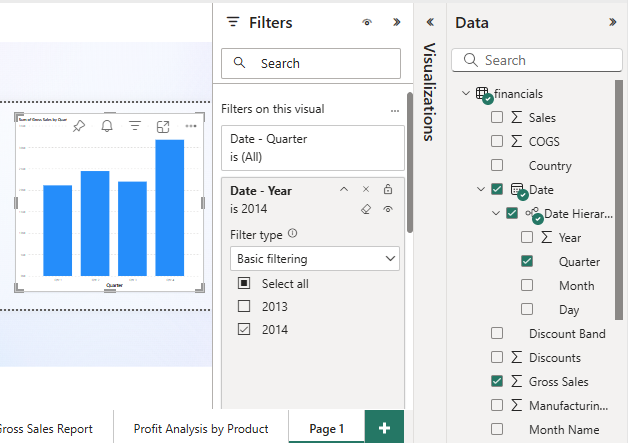 Filters
Search
Filters on this visual
...
Date - Quarter
is (All)
Date - Year
is 2014
Filter type
Basic filtering
Select all
2013
2014
Visualizations
Data
Search
financials
Sales
COGS
Country
Date
Date Hierar...
Year
Quarter
Month
Day
Discount Band
Discounts
Gross Sales
Manufacturin...
Month Name
Sum of Gross Sales by Quar
Quarter
Gross Sales Report
Profit Analysis by Product
Page 1